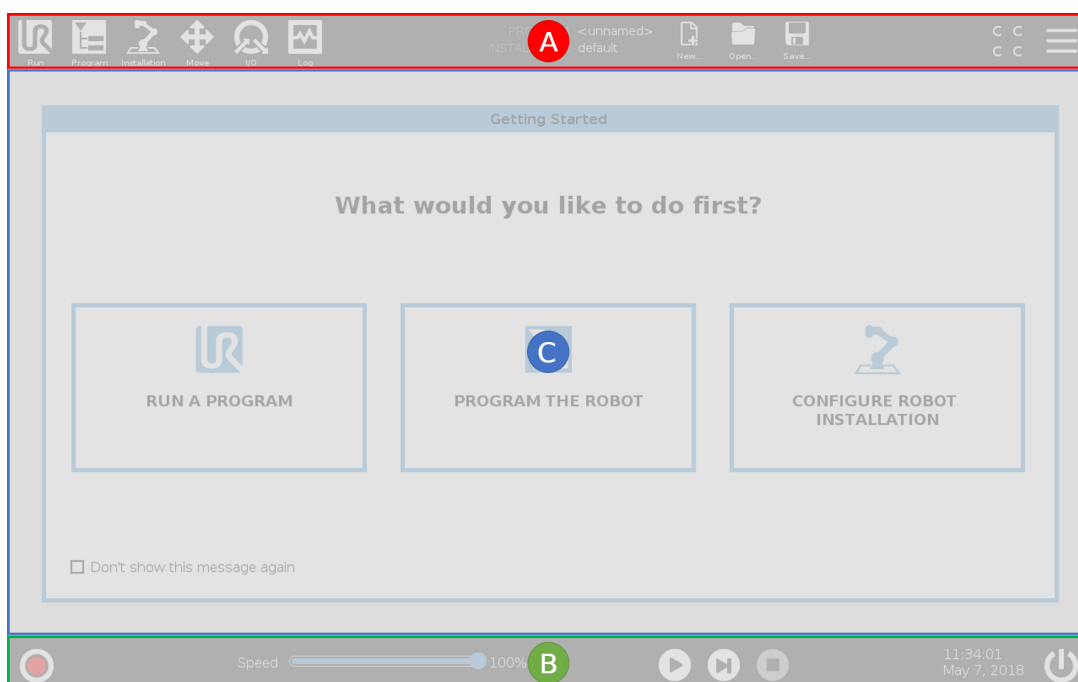 PR
<unnamed>
INSTAL
default
C C
C C
Run
Program
Installation
Move
I/O
Log
A
New...
Open...
Save...
Getting Started
What would you like to do first?
C
RUN A PROGRAM
PROGRAM THE ROBOT
CONFIGURE ROBOT
INSTALLATION
Don't show this message again
Speed
100%
B
11:34:01
May 7, 2018